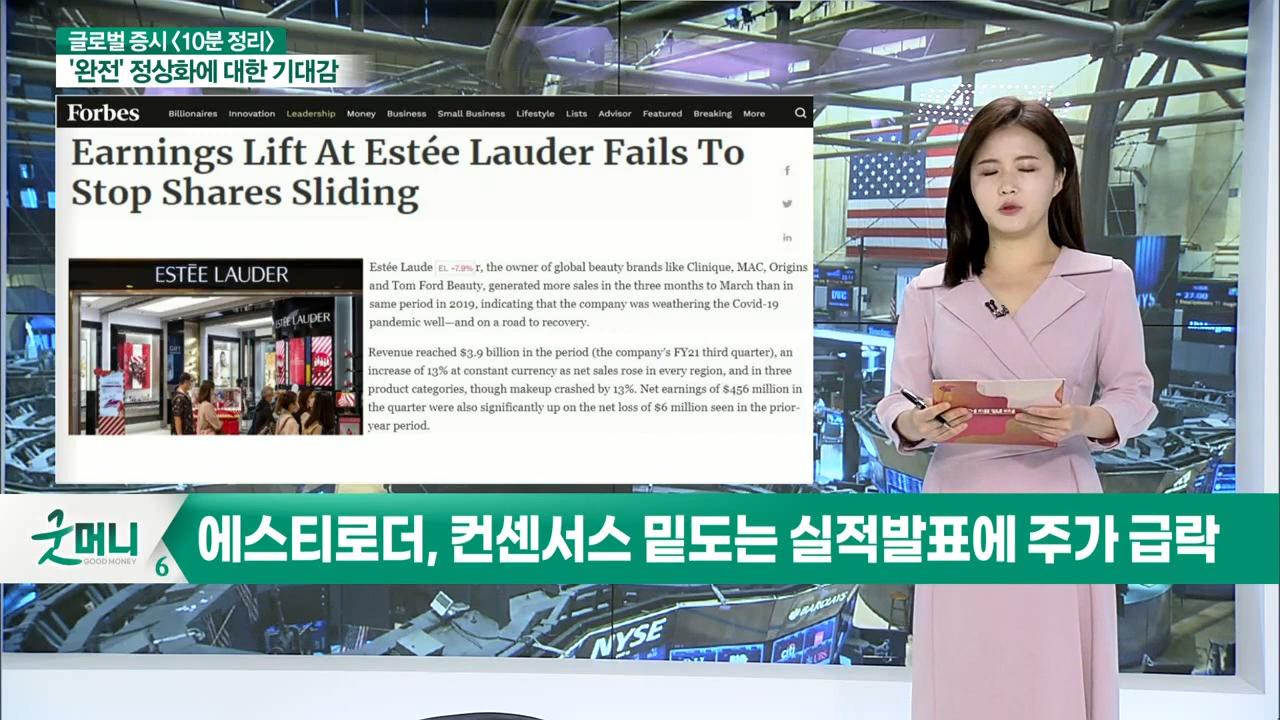 글로벌 증시 <10분 정리>
'완전' 정상화에 대한 기대감
Forbes
Billionaires Innovation Leadership Money Business Small Business Lifestyle Lists Advisor Featured Breaking More
Earnings Lift At Estée Lauder Fails To
Stop Shares Sliding
f
in
ESTĒE LAUDER
ESTĒE LAUDER
Estée Laude EL -7.9% r, the owner of global beauty brands like Clinique, MAC, Origins
and Tom Ford Beauty, generated more sales in the three months to March than in
same period in 2019, indicating that the company was weathering the Covid-19
pandemic well—and on a road to recovery.
Revenue reached $3.9 billion in the period (the company's FY21 third quarter), an
increase of 13% at constant currency as net sales rose in every region, and in three
product categories, though makeup crashed by 13%. Net earnings of $456 million in
the quarter were also significantly up on the net loss of $6 million seen in the prior-
year period.
굿머니
GOOD MONEY
6
에스티로더, 컨센서스 밑도는 실적발표에 주가 급락
NYSE
BARCLAYS
citi
UBS